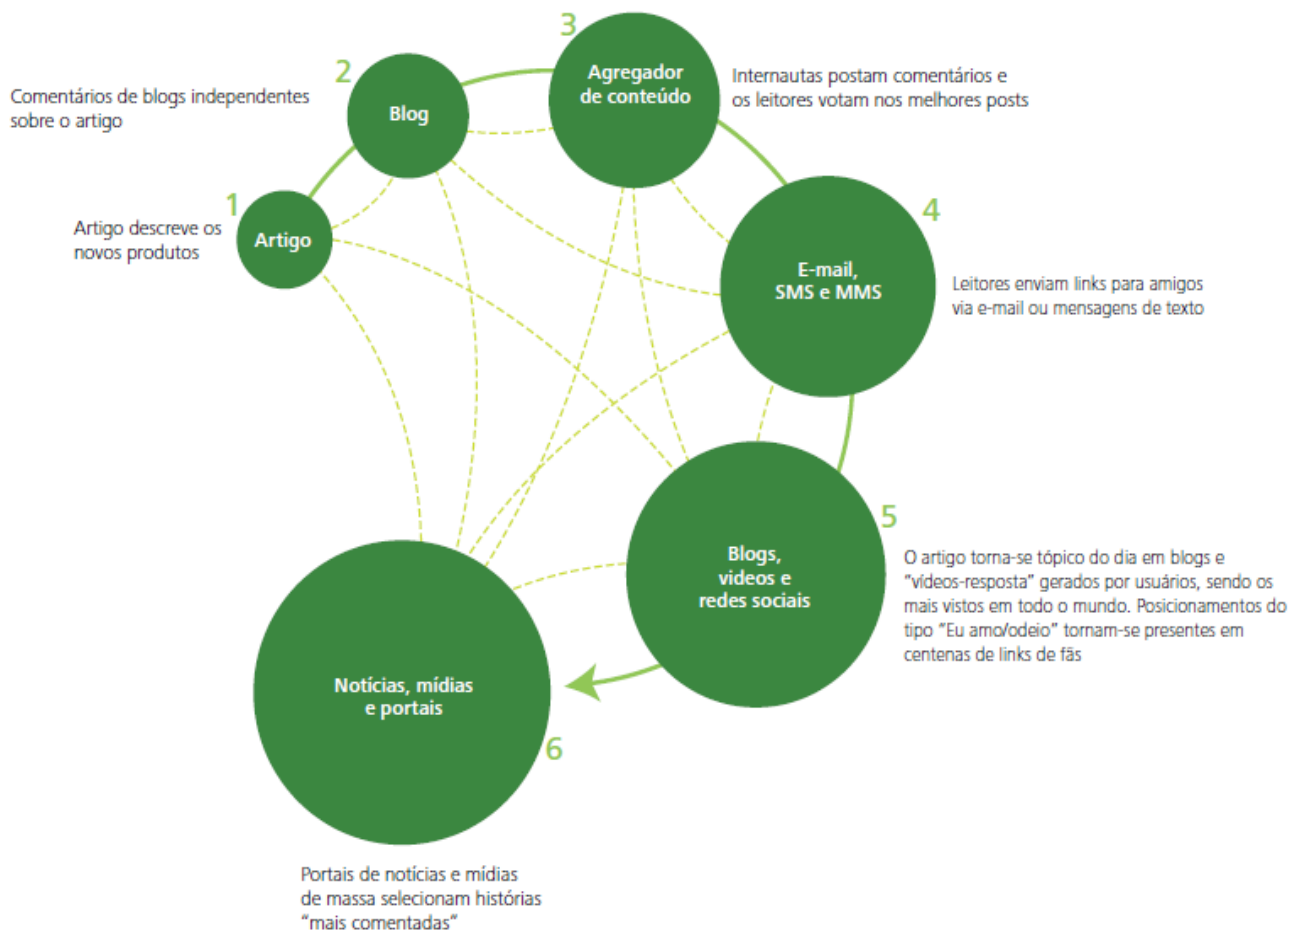 1
Artigo
Artigo descreve os
novos produtos
2
Blog
Comentários de blogs independentes
sobre o artigo
3
Agregador
de conteúdo
Internautas postam comentários e
os leitores votam nos melhores posts
4
E-mail,
SMS e MMS
Leitores enviam links para amigos
via e-mail ou mensagens de texto
5
Blogs,
videos e
redes sociais
O artigo torna-se tópico do dia em blogs e
“vídeos-resposta” gerados por usuários, sendo os
mais vistos em todo o mundo. Posicionamentos do
tipo “Eu amo/odeio” tornam-se presentes em
centenas de links de fãs
6
Notícias, mídias
e portais
Portais de notícias e mídias
de massa selecionam histórias
“mais comentadas”